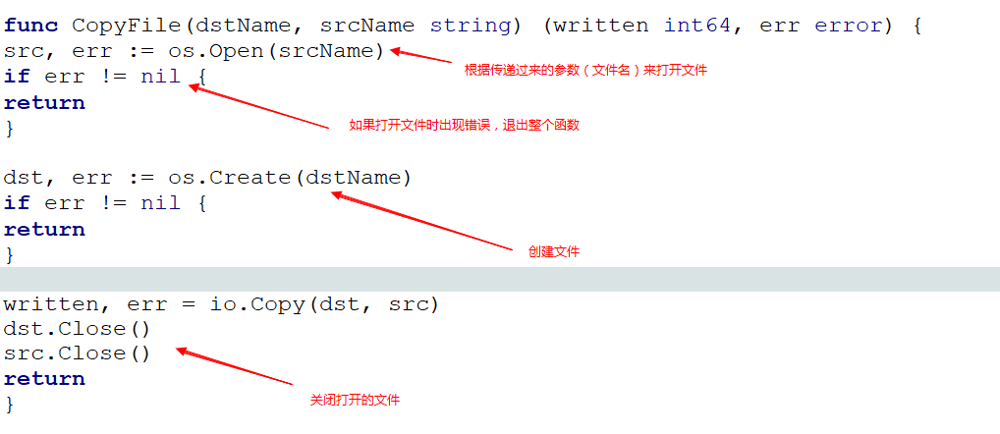 func CopyFile(dstName, srcName string) (written int64, err error) {
src, err := os.Open(srcName)
根据传递过来的参数（文件名）来打开文件
if err != nil {
return
如果打开文件时出现错误，退出整个函数
}
dst, err := os.Create(dstName)
if err != nil {
return
创建文件
}
written, err = io.Copy(dst, src)
dst.Close()
src.Close()
return
关闭打开的文件
}